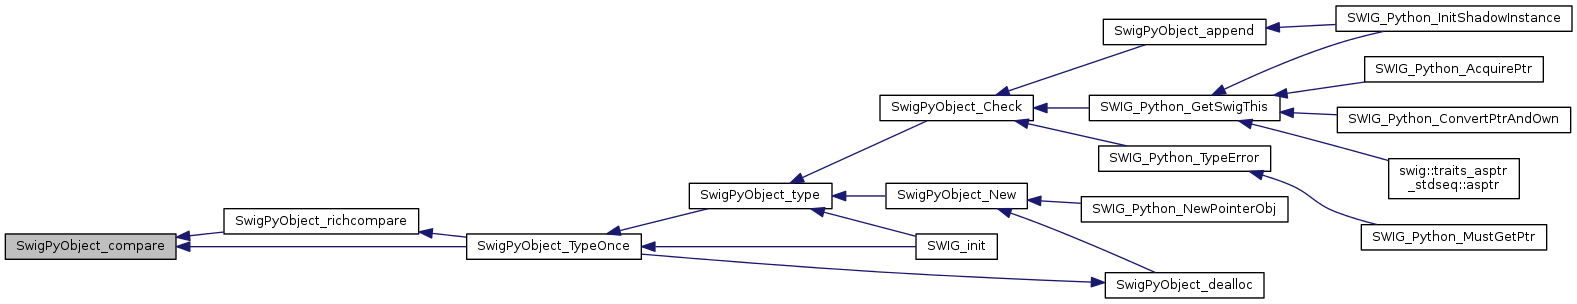 SwigPyObject_compare
SwigPyObject_richcompare
SwigPyObject_TypeOnce
SwigPyObject_type
SwigPyObject_Check
SwigPyObject_append
SWIG_Python_InitShadowInstance
SWIG_Python_GetSwigThis
SWIG_Python_AcquirePtr
SWIG_Python_ConvertPtrAndOwn
swig::traits_asptr
_stdseq::asptr
SWIG_Python_TypeError
SWIG_Python_MustGetPtr
SwigPyObject_New
SWIG_Python_NewPointerObj
SWIG_init
SwigPyObject_dealloc